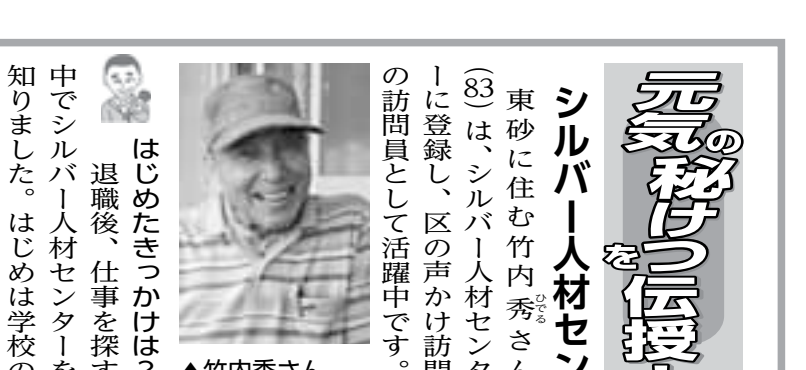 元気の秘けつを伝授
シルバー人材セン
東砂に住む竹内秀さん
ひでる
(83)は、シルバー人材センタ
ーに登録し、区の声かけ訪問
の訪問員として活躍中です。
▲竹内秀さん
はじめたきっかけは?
退職後、仕事を探す
中でシルバー人材センターを
知りました。はじめは学校の